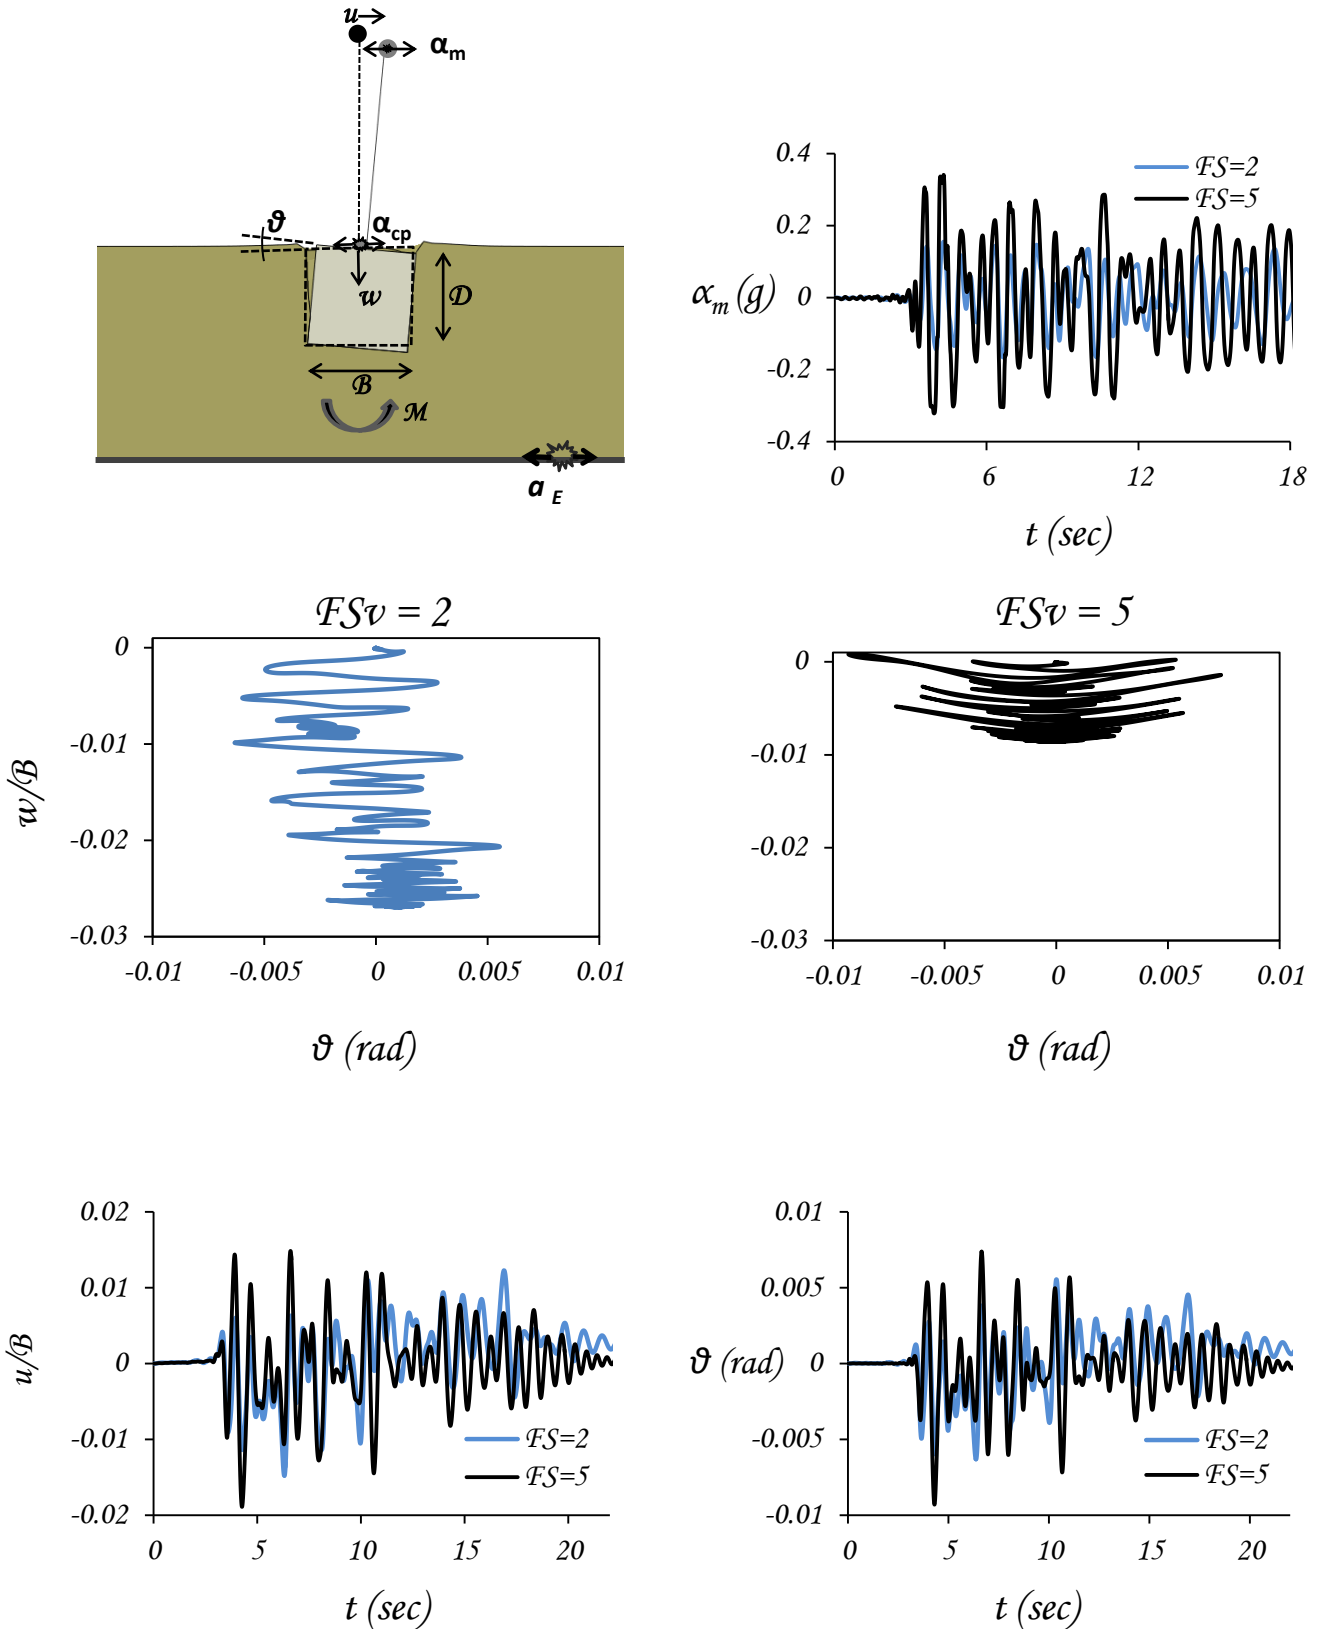 u
αm
ϑ
αcp
w
D
B
M
a E
0.4
0.2
0
-0.2
-0.4
αm (g)
FS=2
FS=5
0 6 12 18
t (sec)
FSv = 2
0
-0.01
-0.02
-0.03
w/B
-0.01 -0.005 0 0.005 0.01
ϑ (rad)
FSv = 5
0
-0.01
-0.02
-0.03
-0.01 -0.005 0 0.005 0.01
ϑ (rad)
0.02
0.01
0
-0.01
-0.02
u/B
FS=2
FS=5
0 5 10 15 20
t (sec)
0.01
0.005
0
-0.005
-0.01
ϑ (rad)
FS=2
FS=5
0 5 10 15 20
t (sec)